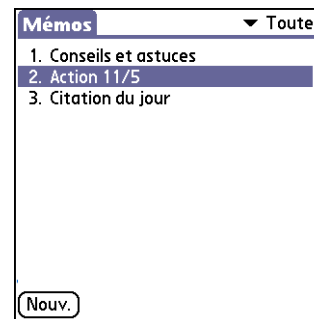 Mémos ▼ Toute
1. Conseils et astuces
2. Action 11/5
3. Citation du jour
Nouv.